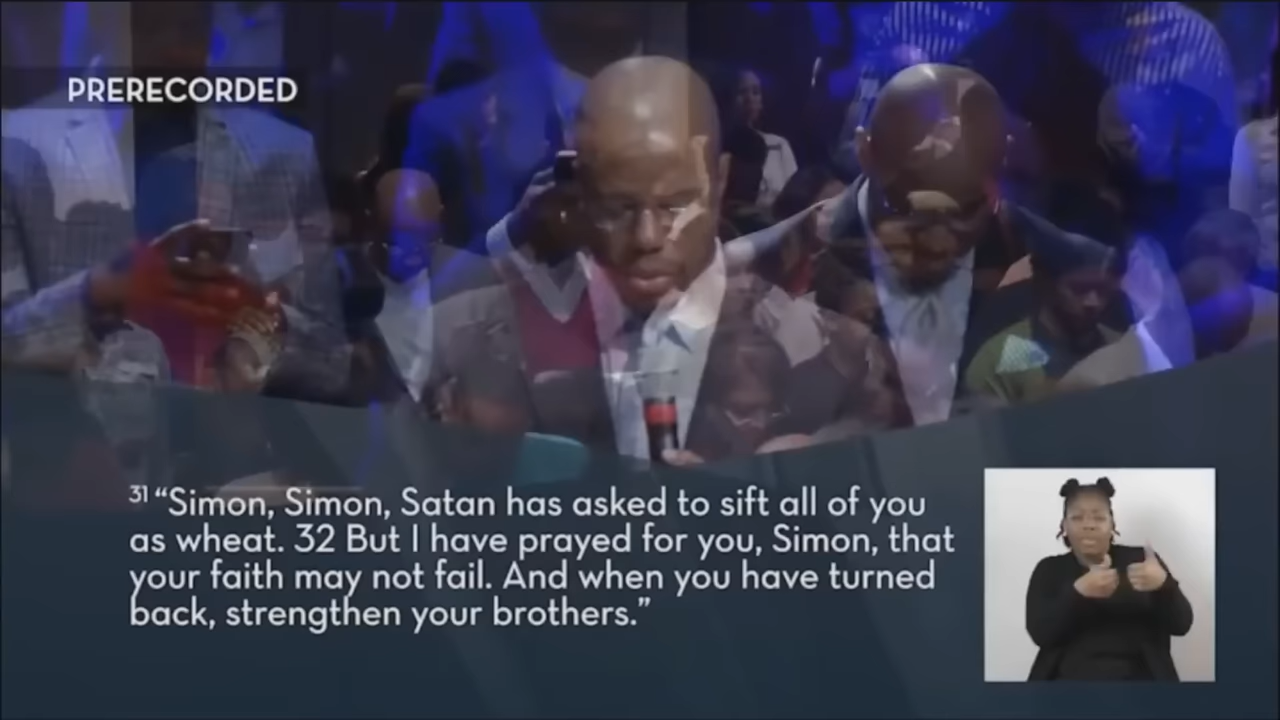 PRERECORDED
31 “Simon, Simon, Satan has asked to sift all of you
as wheat. 32 But I have prayed for you, Simon, that
your faith may not fail. And when you have turned
back, strengthen your brothers.”